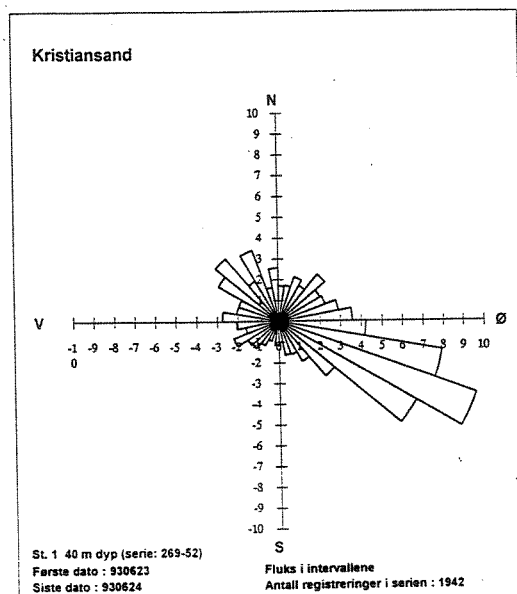 Kristiansand
N
10
9
8
7
6
5
4
3
2
V
Ø
-1 0 -9 -8 -7 -6 -5 -4 -3 -2 1 2 3 4 5 6 7 8 9 10
-2
-3
-4
-5
-6
-7
-8
-9
-10
S
St. 1 40 m dyp (serie: 269-52)
Første dato : 930623
Siste dato : 930624
Fluks i intervallene
Antall registreringer i serien : 1942